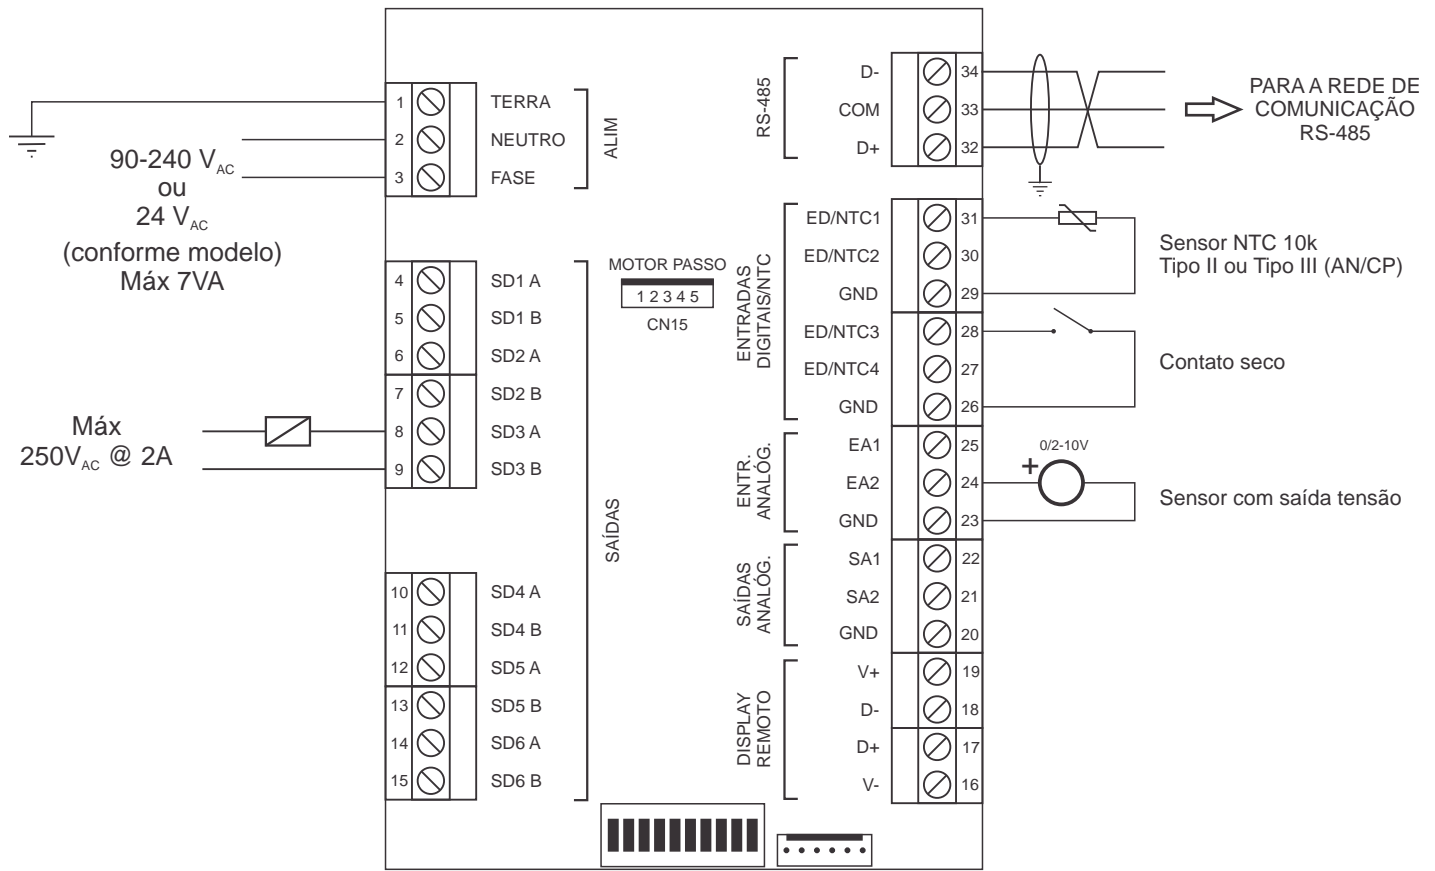 1 TERRA
2 NEUTRO
3 FASE
ALIM
90-240 VAC
ou
24 VAC
(conforme modelo)
Máx 7VA
4 SD1 A
5 SD1 B
6 SD2 A
7 SD2 B
8 SD3 A
9 SD3 B
Máx
250VAC @ 2A
10 SD4 A
11 SD4 B
12 SD5 A
13 SD5 B
14 SD6 A
15 SD6 B
SAÍDAS
MOTOR PASSO
1 2 3 4 5
CN15
RS-485
D- 34
COM 33
D+ 32
PARA A REDE DE
COMUNICAÇÃO
RS-485
ENTRADAS
DIGITAIS/NTC
ED/NTC1 31
ED/NTC2 30
GND 29
ED/NTC3 28
ED/NTC4 27
GND 26
Sensor NTC 10k
Tipo II ou Tipo III (AN/CP)
Contato seco
ENTR.
ANALÓG.
EA1 25
EA2 24
GND 23
0/2-10V
+
Sensor com saída tensão
SAÍDAS
ANALÓG.
SA1 22
SA2 21
GND 20
DISPLAY
REMOTO
V+ 19
D- 18
D+ 17
V- 16